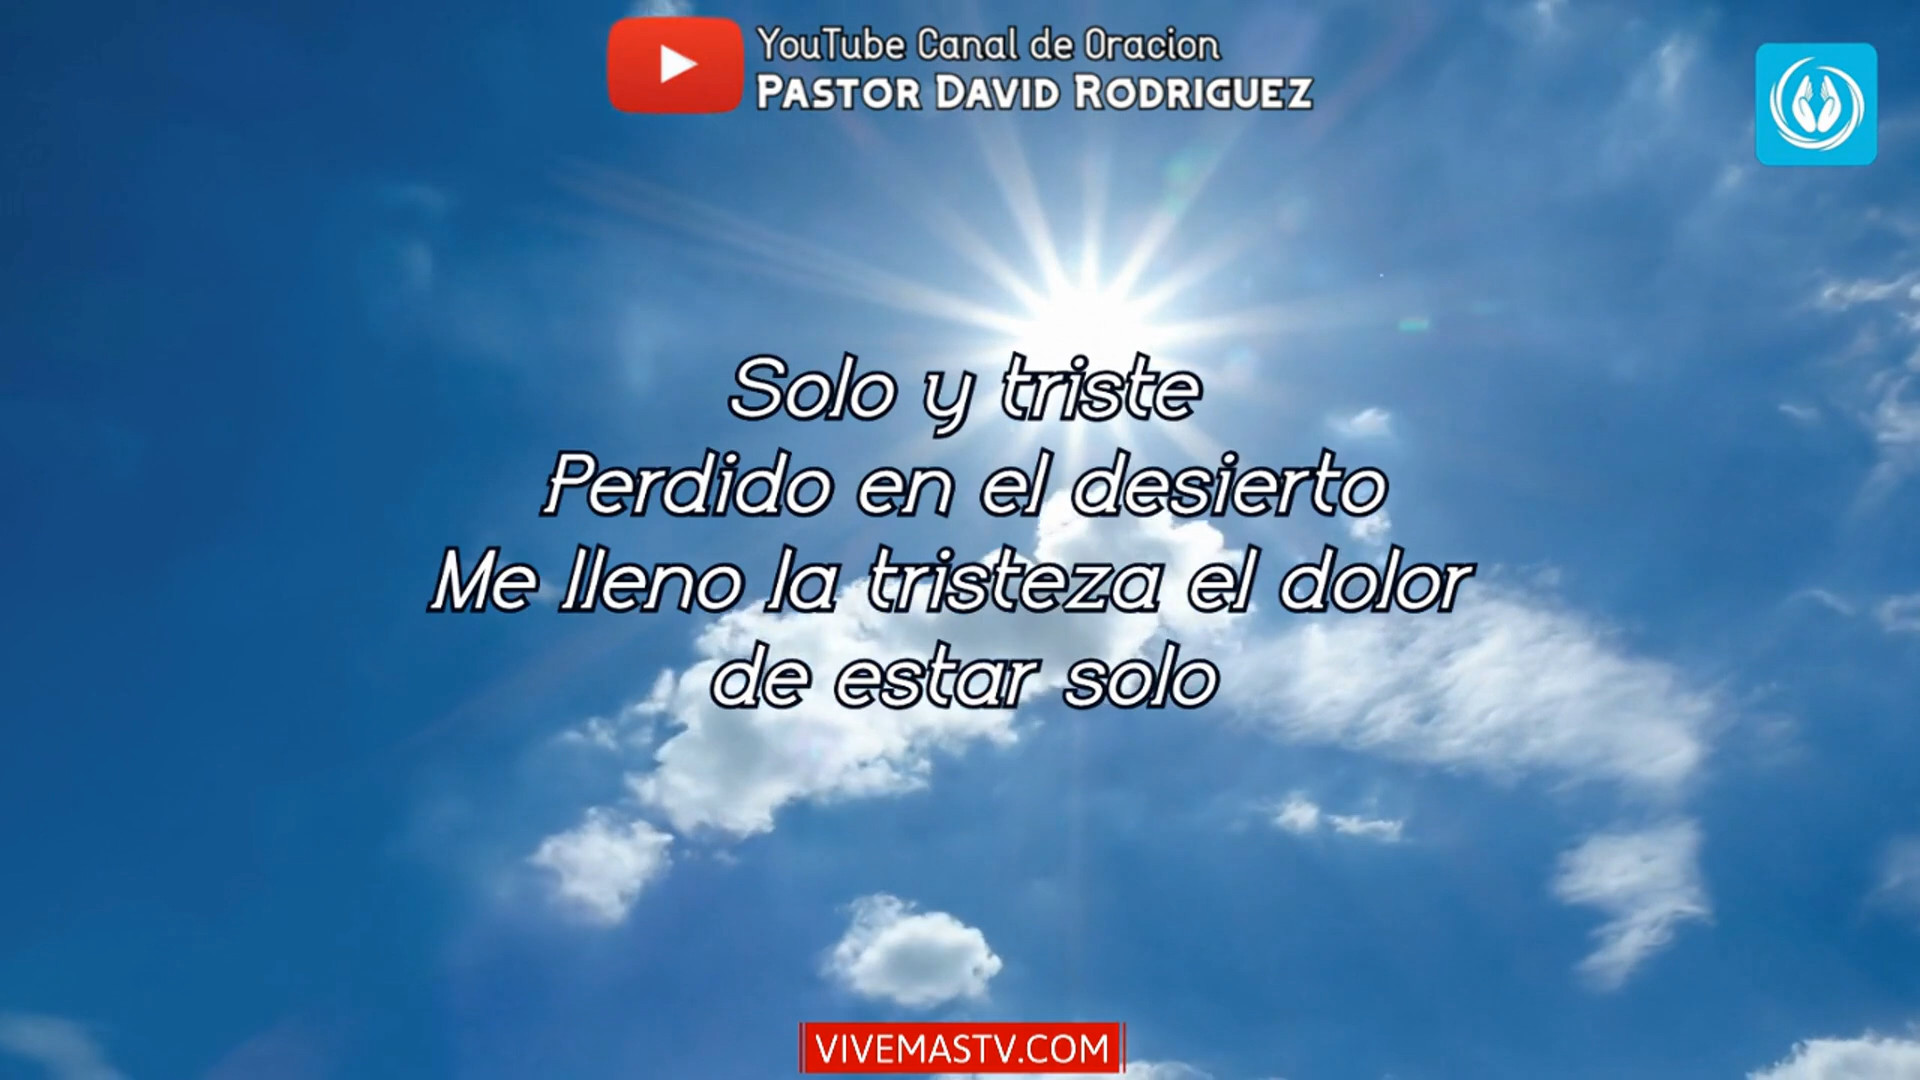 YouTube Canal de Oracion
PASTOR DAVID RODRIGUEZ
Solo y triste
Perdido en el desierto
Me lleno la tristeza el dolor
de estar solo
VIVEMASTV.COM